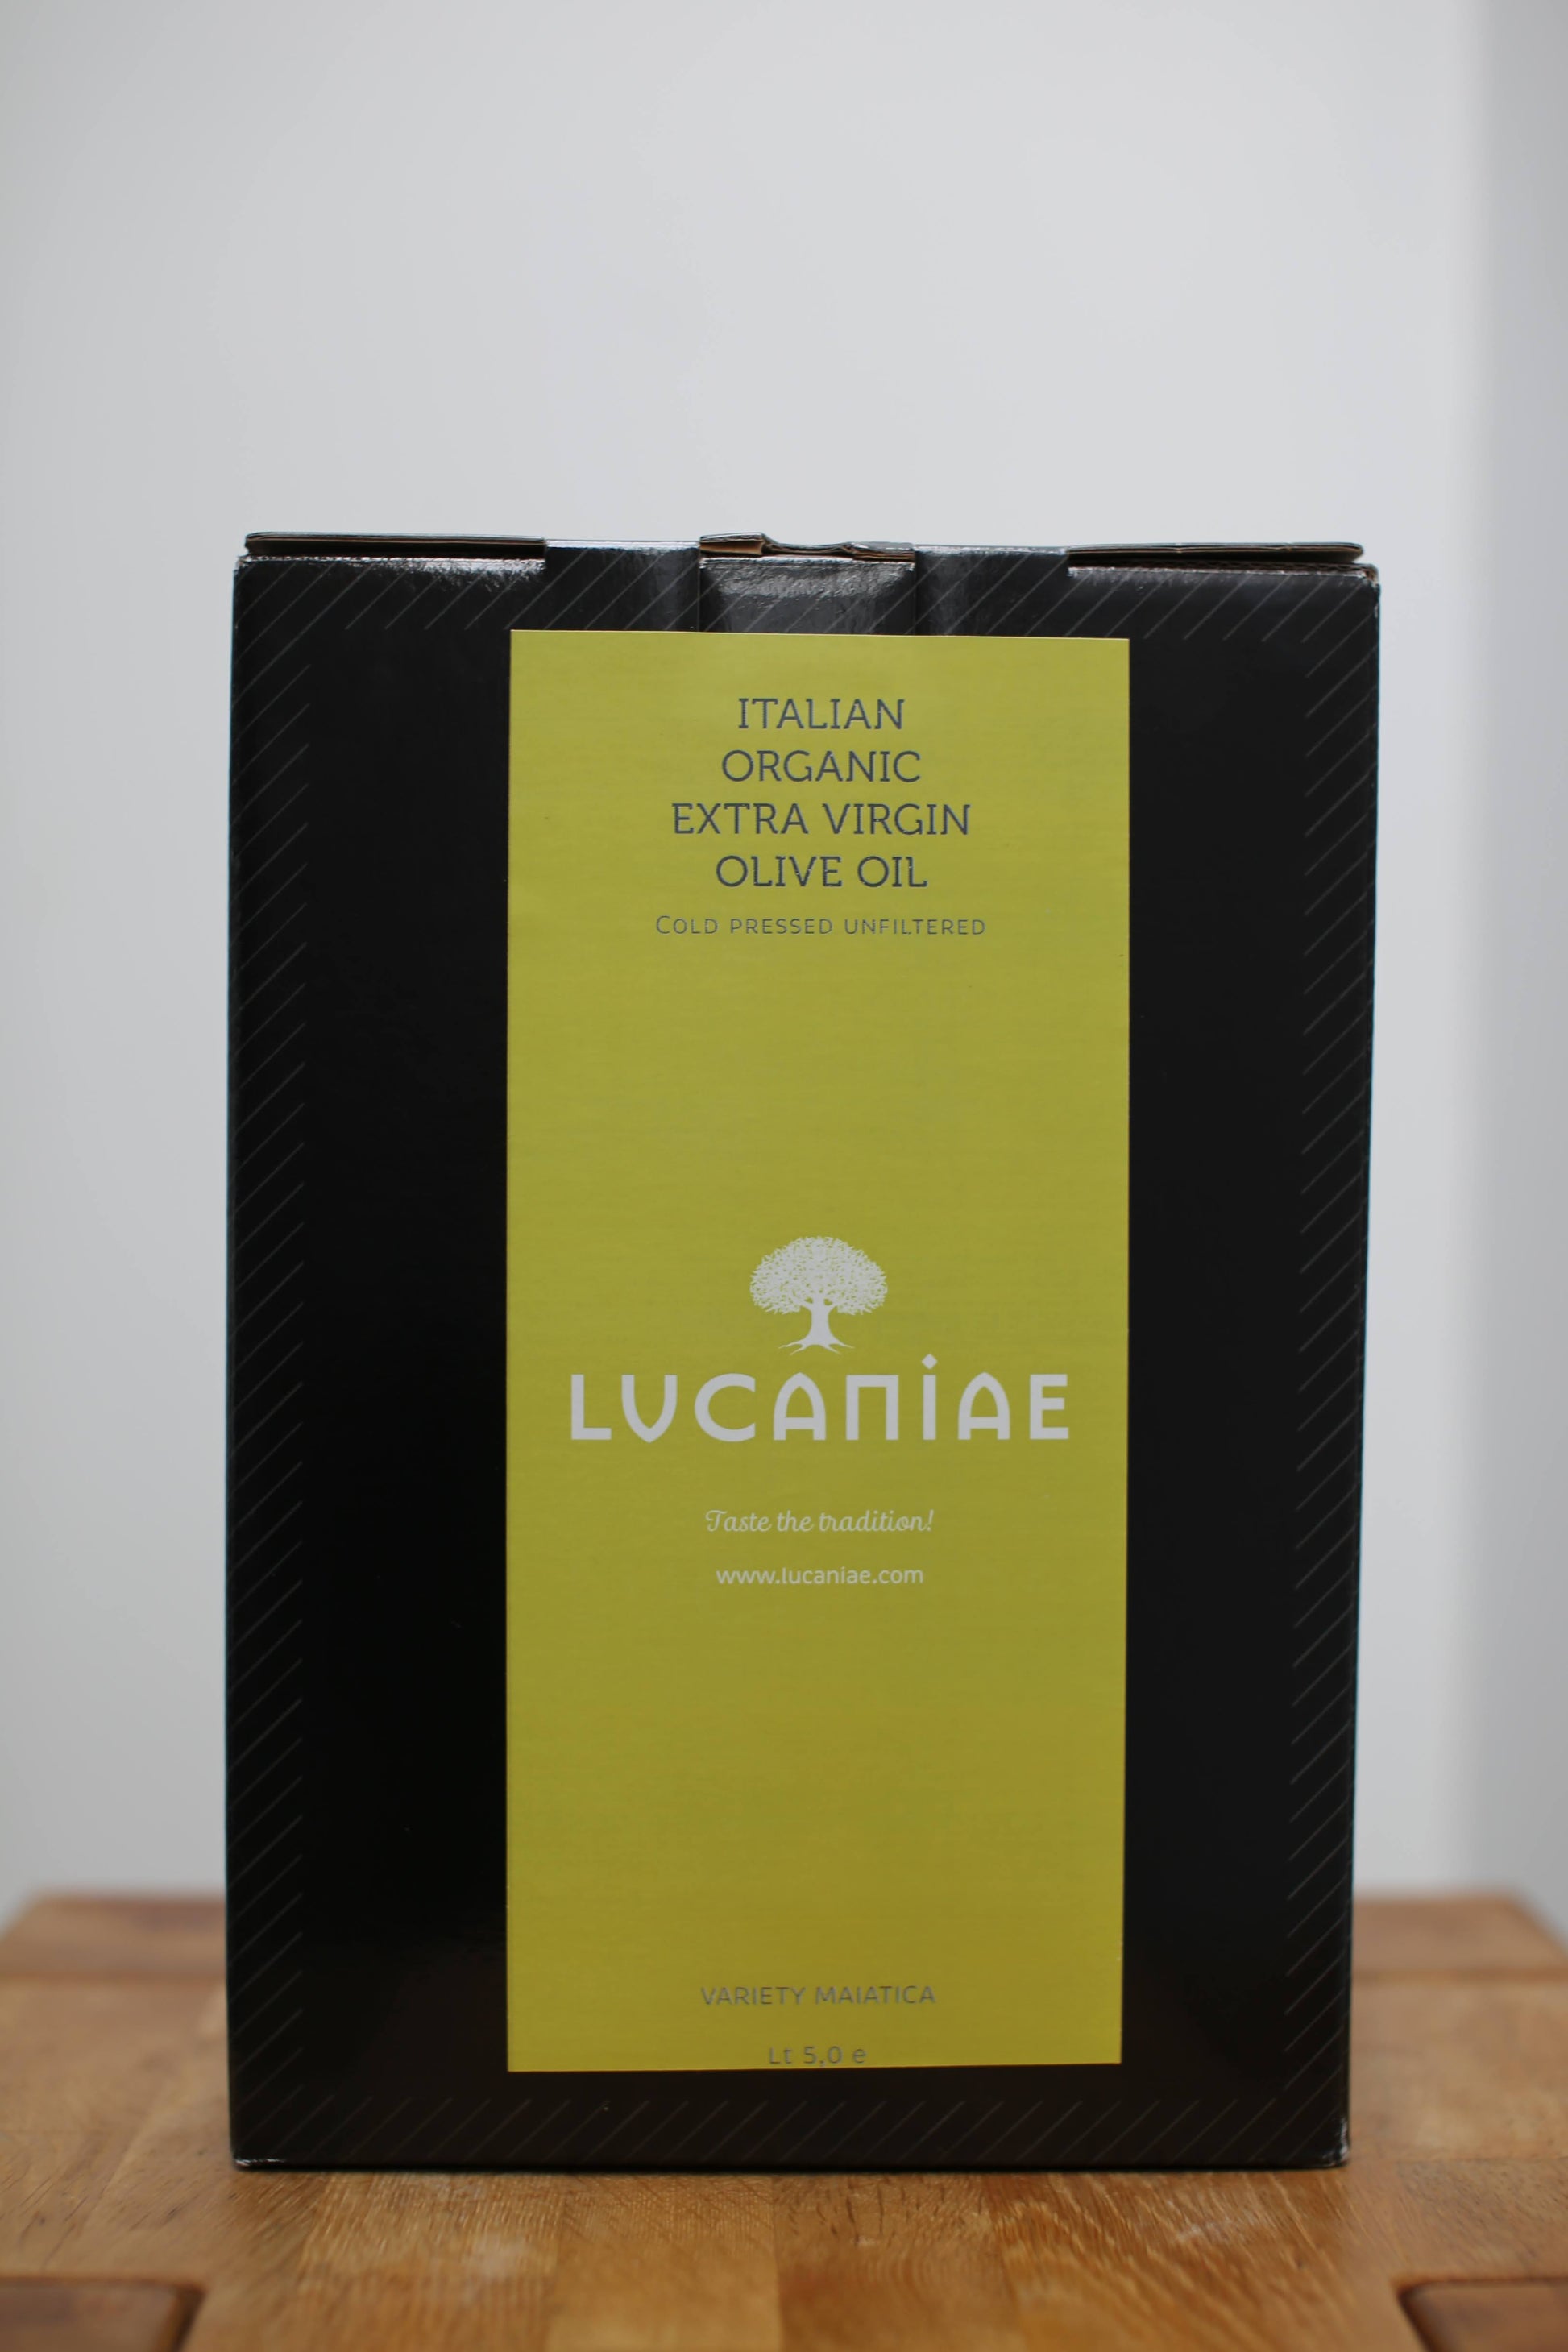 ITALIAN
ORGANIC
EXTRA VIRGIN
OLIVE OIL
COLD PRESSED UNFILTERED
LUCANIAE
Taste the tradition!
www.lucaniae.com
VARIETY MAIATICA
Lt 5,0 e